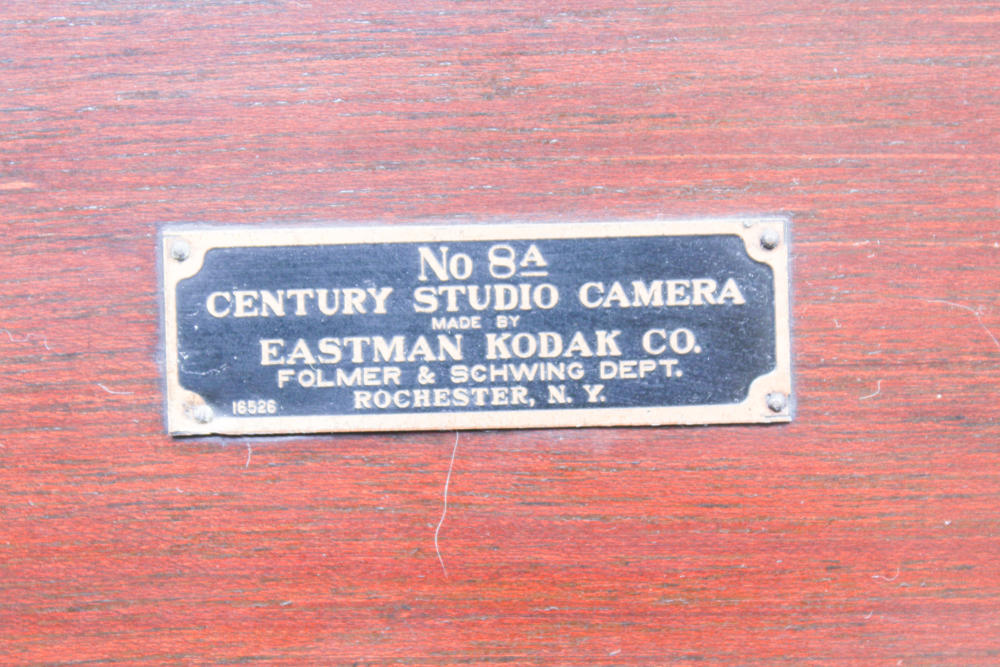 No 8A
CENTURY STUDIO CAMERA
MADE BY
EASTMAN KODAK CO.
FOLMER & SCHWING DEPT.
ROCHESTER, N. Y.
16526